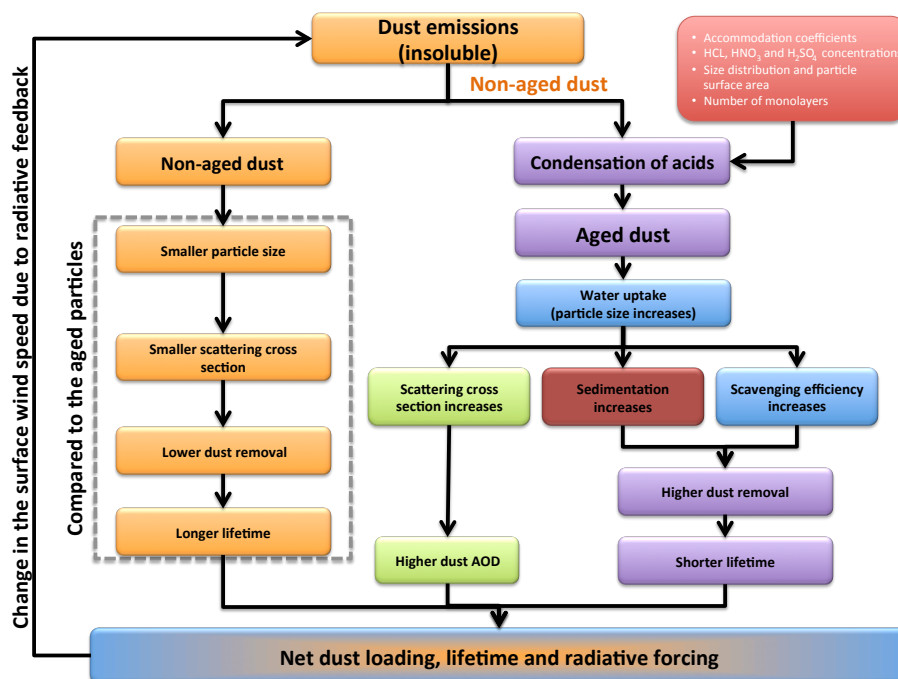 Dust emissions
(insoluble)
• Accommodation coefficients
• HCL, HNO3 and H2SO4 concentrations
• Size distribution and particle
surface area
• Number of monolayers
Non-aged dust
Non-aged dust
Condensation of acids
Aged dust
Smaller particle size
Water uptake
(particle size increases)
Smaller scattering cross
section
Scattering cross
section increases
Sedimentation
increases
Scavenging efficiency
increases
Lower dust removal
Higher dust removal
Longer lifetime
Higher dust AOD
Shorter lifetime
Net dust loading, lifetime and radiative forcing
Compared to the aged particles
Change in the surface wind speed due to radiative feedback